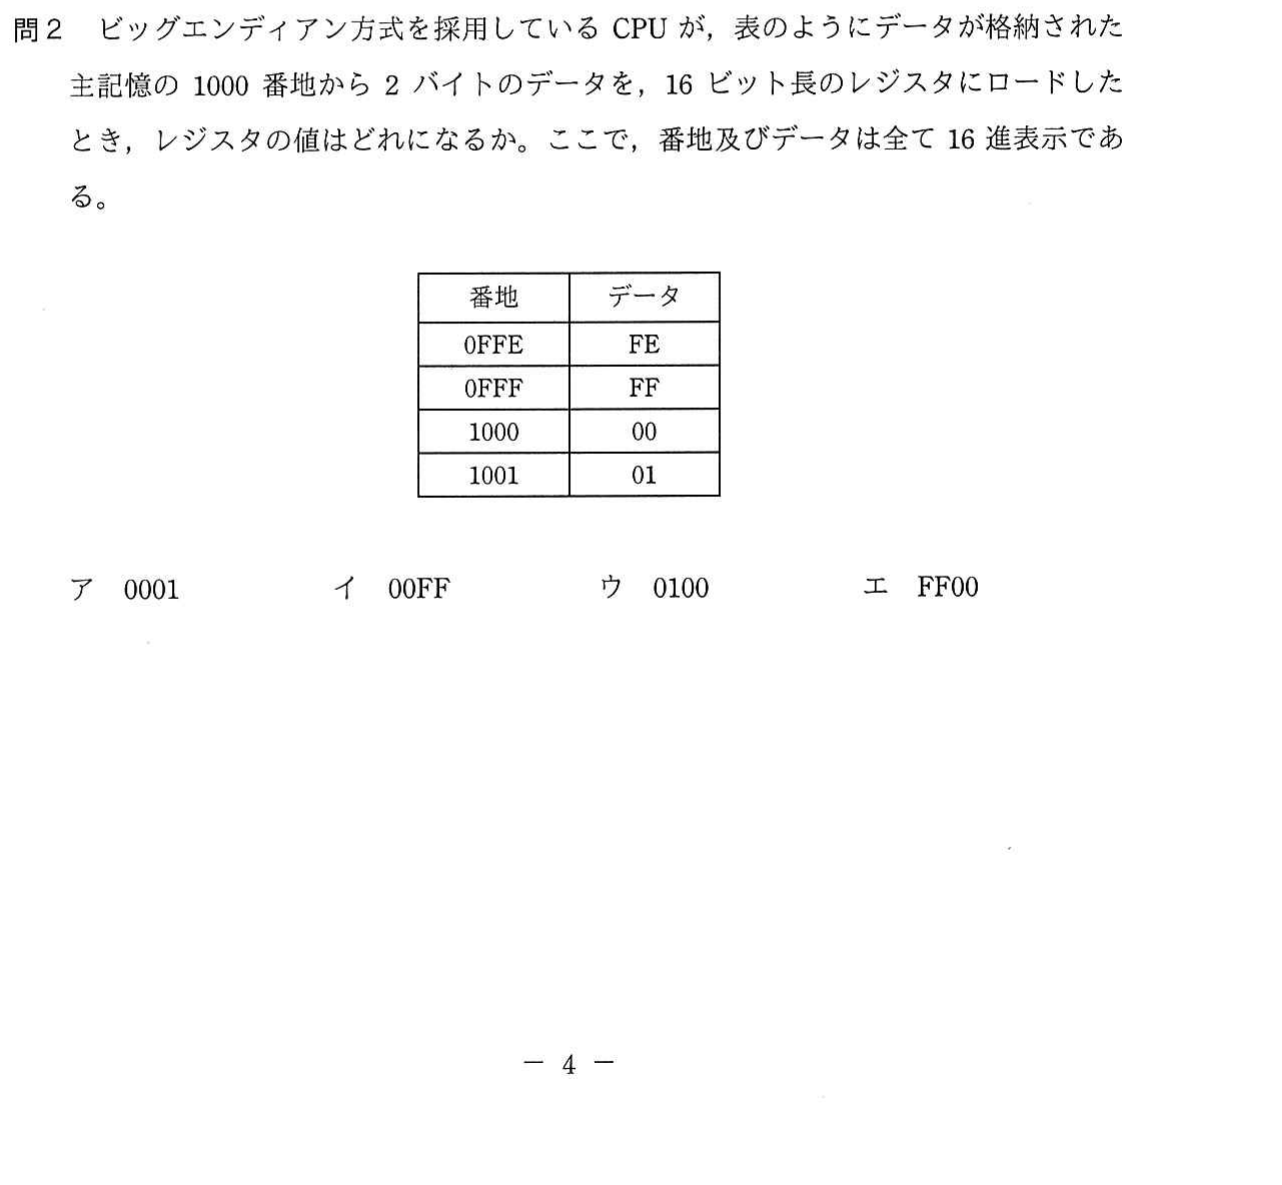 問2 ビッグエンディアン方式を採用している CPU が，表のようにデータが格納された
主記憶の 1000 番地から 2 バイトのデータを，16 ビット長のレジスタにロードした
とき，レジスタの値はどれになるか。ここで，番地及びデータは全て 16 進表示であ
る。
番地 データ
0FFE FE
0FFF FF
1000 00
1001 01
ア 0001 イ 00FF ウ 0100 エ FF00
－ 4 －